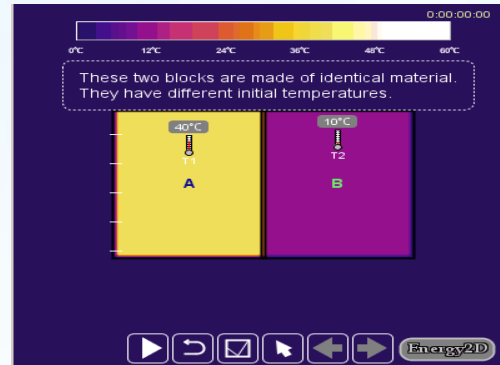 0:00:00:00
0°C 12°C 24°C 36°C 48°C 60°C
These two blocks are made of identical material.
They have different initial temperatures.
40°C 10°C
T1 T2
A B
Energy2D